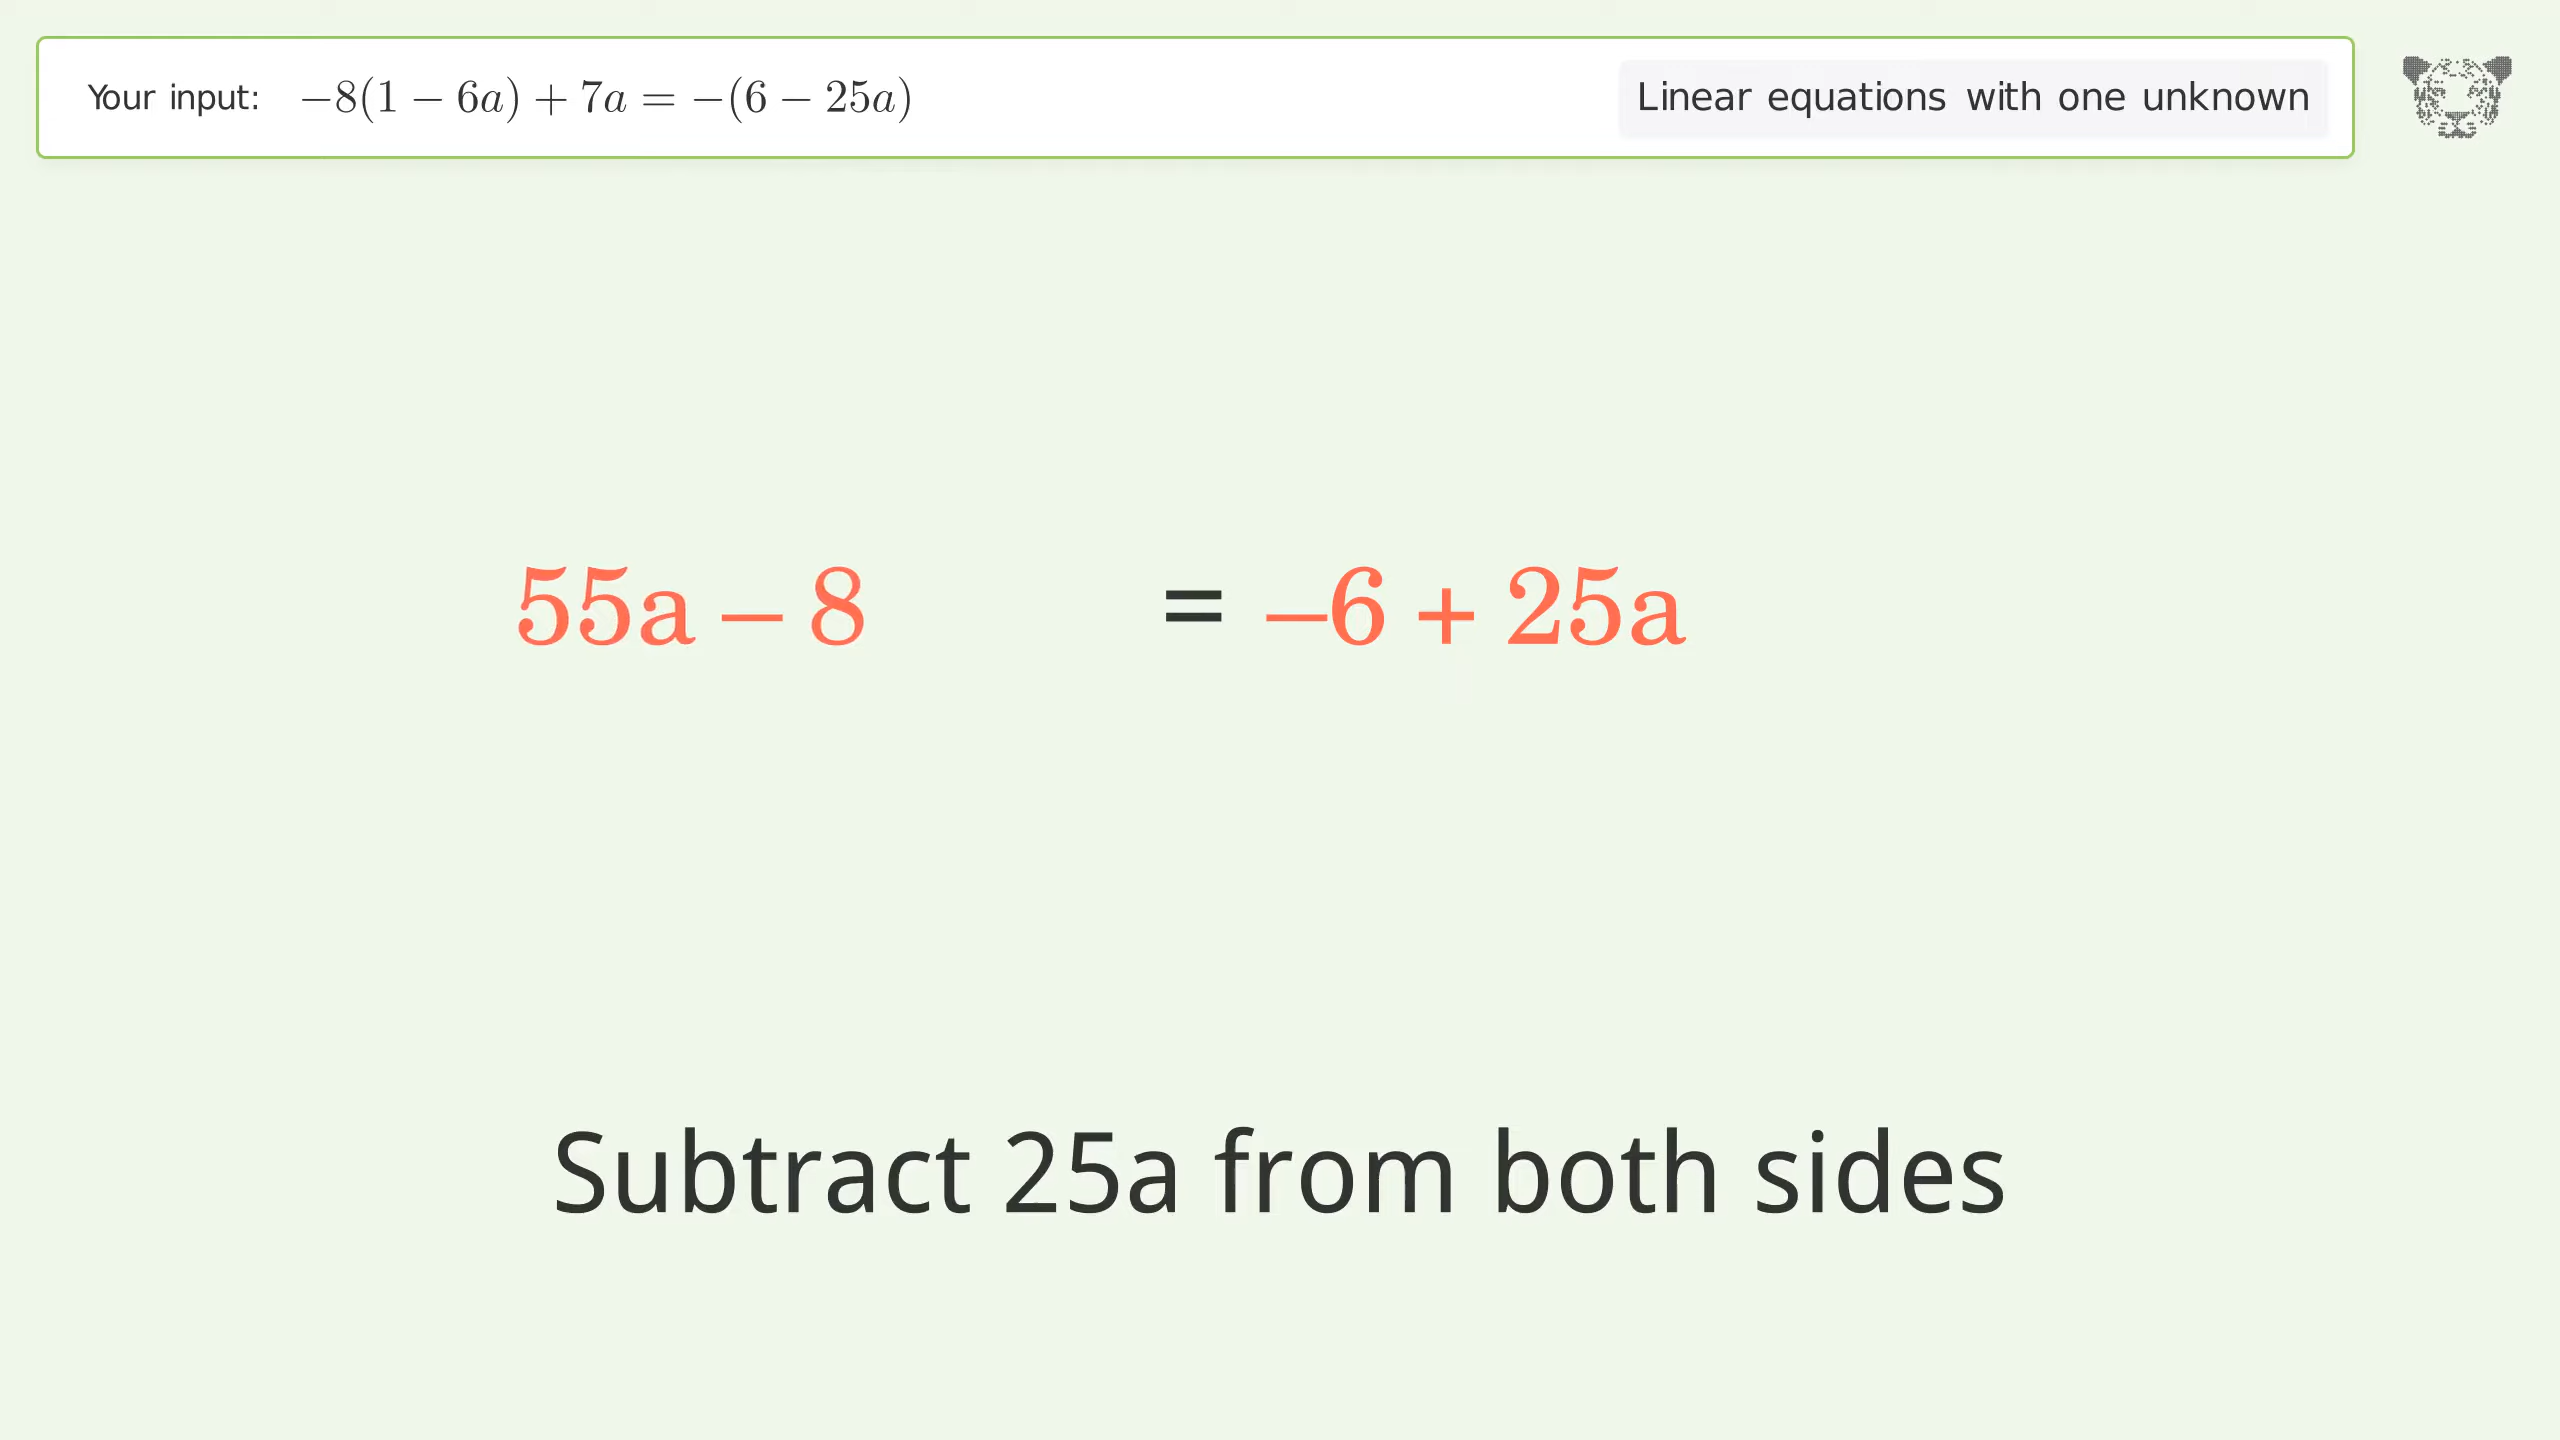 Your input: −8(1 − 6a) + 7a = −(6 − 25a) Linear equations with one unknown
55a – 8 = –6 + 25a
Subtract 25a from both sides